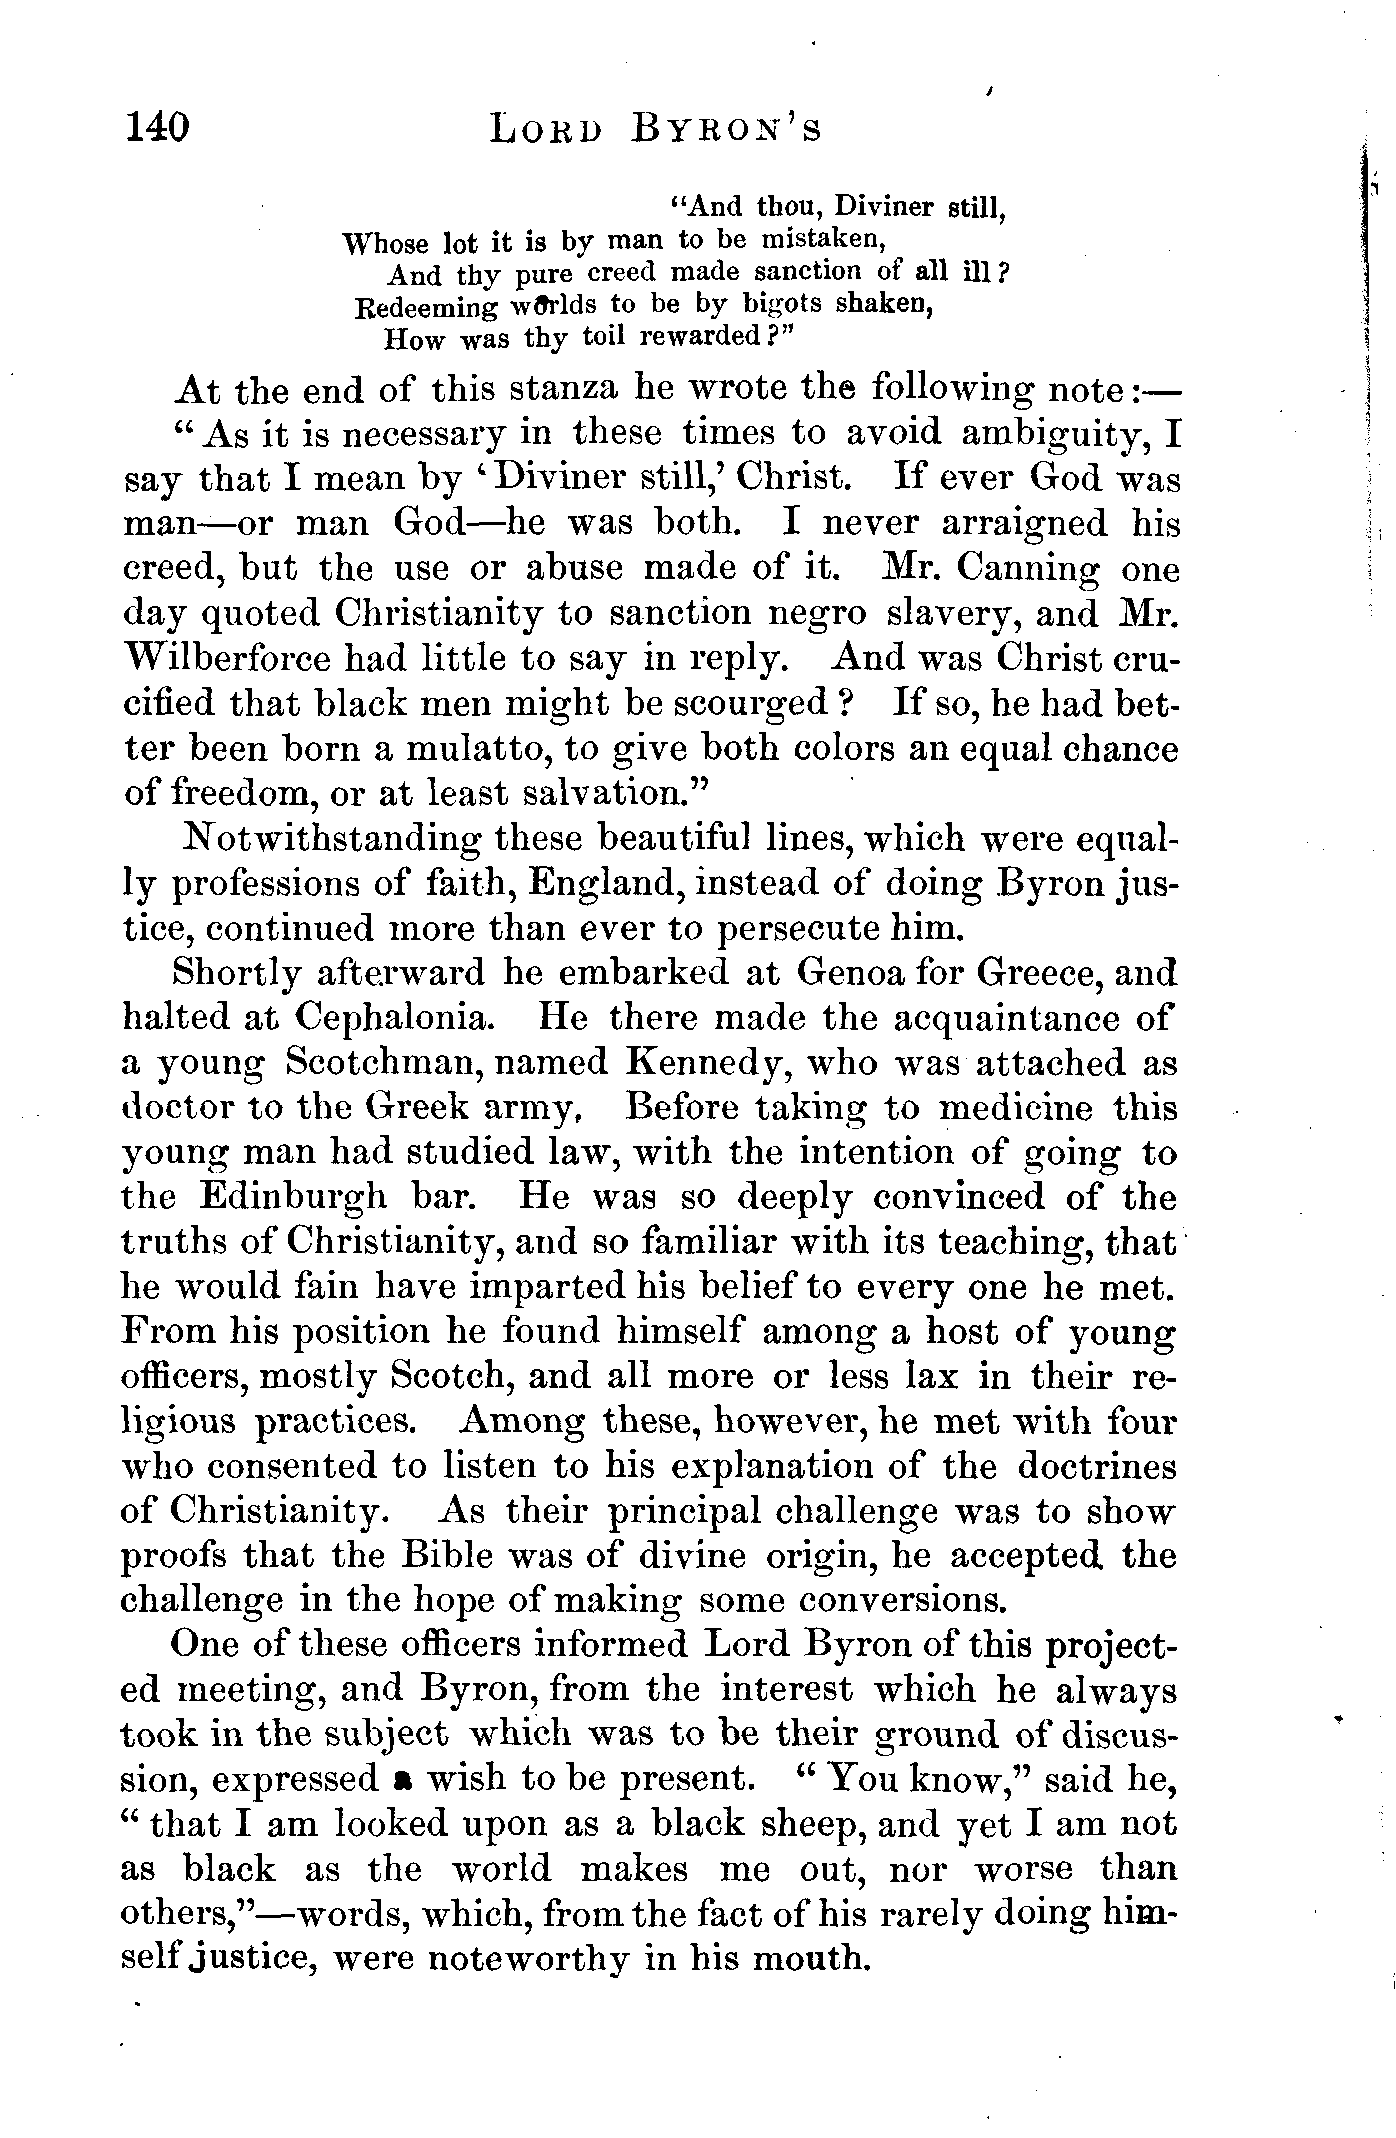 140 LORD BYRON'S
"And thou, Diviner still,
Whose lot it is by man to be mistaken,
And thy pure creed made sanction of all ill?
Redeeming worlds to be by bigots shaken,
How was thy toil rewarded?"
At the end of this stanza he wrote the following note:—
"As it is necessary in these times to avoid ambiguity, I
say that I mean by 'Diviner still,' Christ. If ever God was
man—or man God—he was both. I never arraigned his
creed, but the use or abuse made of it. Mr. Canning one
day quoted Christianity to sanction negro slavery, and Mr.
Wilberforce had little to say in reply. And was Christ cru-
cified that black men might be scourged? If so, he had bet-
ter been born a mulatto, to give both colors an equal chance
of freedom, or at least salvation."
Notwithstanding these beautiful lines, which were equal-
ly professions of faith, England, instead of doing Byron jus-
tice, continued more than ever to persecute him.
Shortly afterward he embarked at Genoa for Greece, and
halted at Cephalonia. He there made the acquaintance of
a young Scotchman, named Kennedy, who was attached as
doctor to the Greek army. Before taking to medicine this
young man had studied law, with the intention of going to
the Edinburgh bar. He was so deeply convinced of the
truths of Christianity, and so familiar with its teaching, that
he would fain have imparted his belief to every one he met.
From his position he found himself among a host of young
officers, mostly Scotch, and all more or less lax in their re-
ligious practices. Among these, however, he met with four
who consented to listen to his explanation of the doctrines
of Christianity. As their principal challenge was to show
proofs that the Bible was of divine origin, he accepted the
challenge in the hope of making some conversions.
One of these officers informed Lord Byron of this project-
ed meeting, and Byron, from the interest which he always
took in the subject which was to be their ground of discus-
sion, expressed a wish to be present. "You know," said he,
"that I am looked upon as a black sheep, and yet I am not
as black as the world makes me out, nor worse than
others,"—words, which, from the fact of his rarely doing him-
self justice, were noteworthy in his mouth.